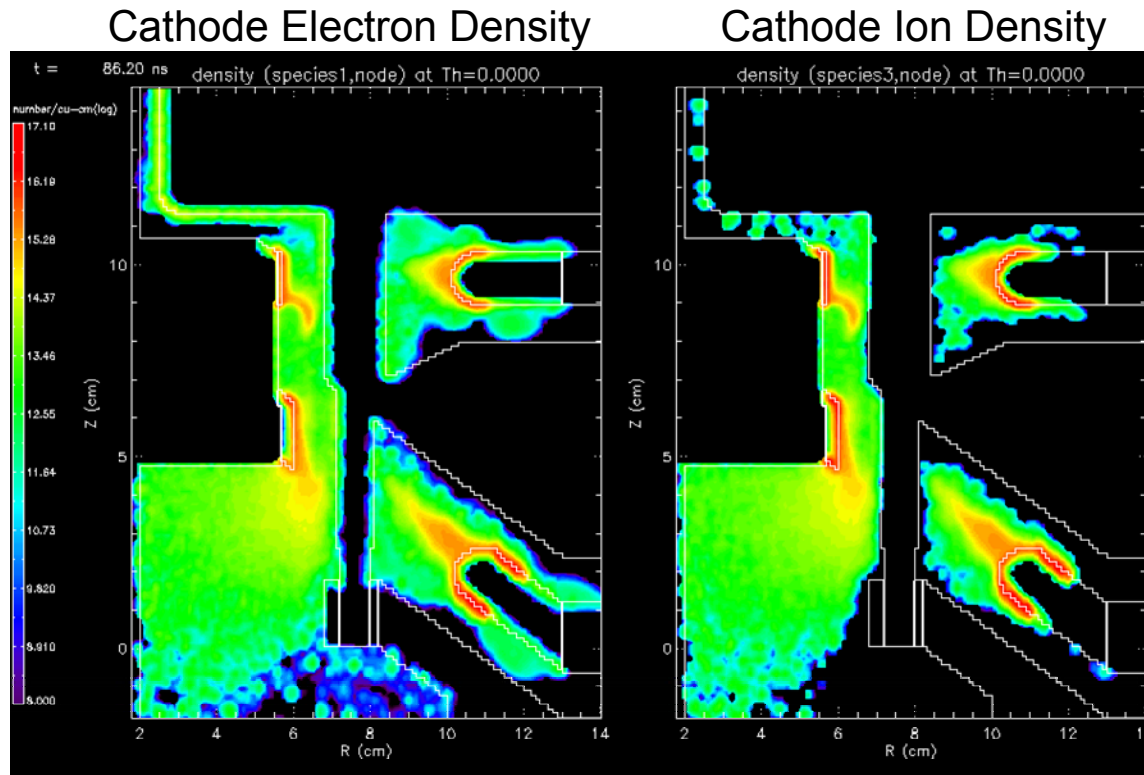 Cathode Electron Density
Cathode Ion Density
t = 86.20 ns
density (species1,node) at Th=0.0000
density (species3,node) at Th=0.0000
number/cu-cm(log)
17.10
16.19
15.28
14.37
13.46
12.55
11.64
10.73
9.820
8.910
8.000
10
5
0
Z (cm)
2 4 6 8 10 12 14
R (cm)
10
5
0
Z (cm)
2 4 6 8 10 12 14
R (cm)